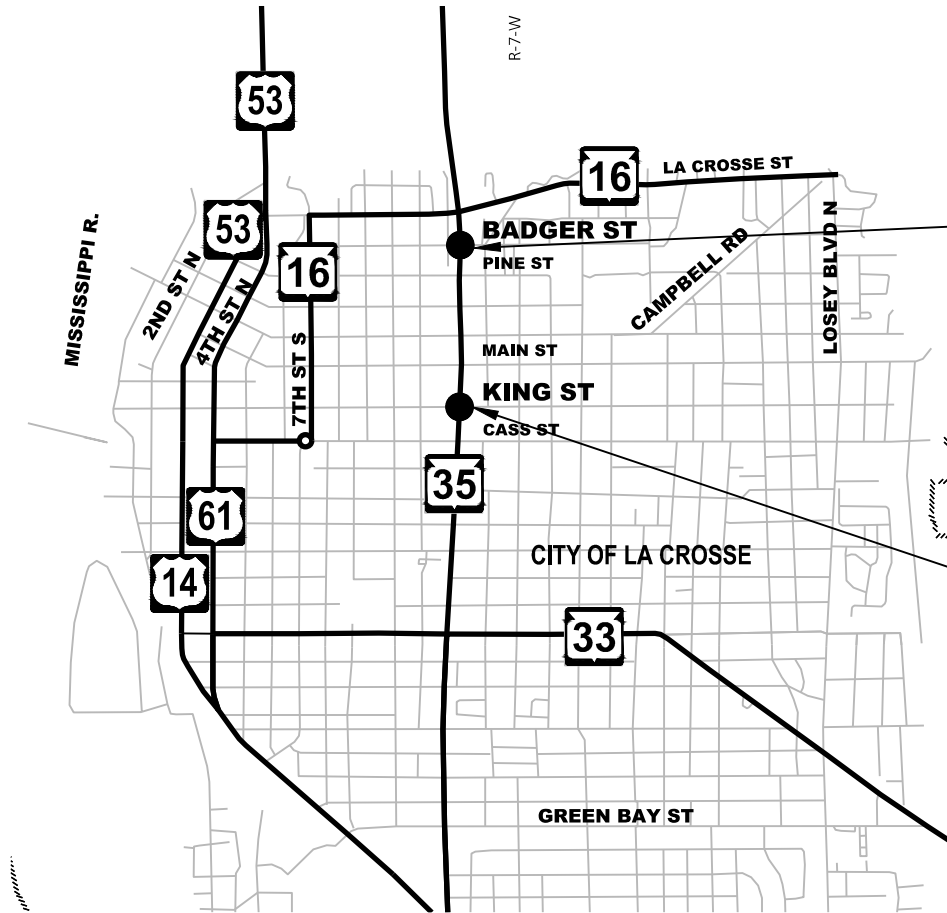 R-7-W
53
16
LA CROSSE ST
53
BADGER ST
16
PINE ST
MISSISSIPPI R.
2ND ST N
4TH ST N
CAMPBELL RD
LOSEY BLVD N
7TH ST S
MAIN ST
KING ST
CASS ST
35
61
CITY OF LA CROSSE
14
33
GREEN BAY ST